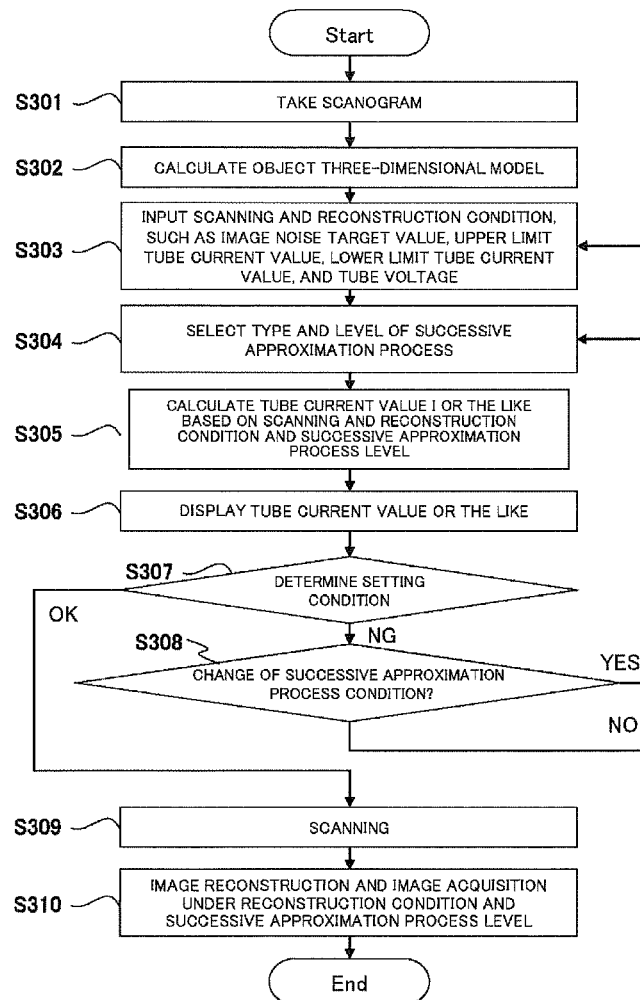 Start
S301
TAKE SCANOGRAM
S302
CALCULATE OBJECT THREE-DIMENSIONAL MODEL
S303
INPUT SCANNING AND RECONSTRUCTION CONDITION,
SUCH AS IMAGE NOISE TARGET VALUE, UPPER LIMIT
TUBE CURRENT VALUE, LOWER LIMIT TUBE CURRENT
VALUE, AND TUBE VOLTAGE
S304
SELECT TYPE AND LEVEL OF SUCCESSIVE
APPROXIMATION PROCESS
S305
CALCULATE TUBE CURRENT VALUE I OR THE LIKE
BASED ON SCANNING AND RECONSTRUCTION
CONDITION AND SUCCESSIVE APPROXIMATION
PROCESS LEVEL
S306
DISPLAY TUBE CURRENT VALUE OR THE LIKE
S307
DETERMINE SETTING
CONDITION
OK
NG
S308
CHANGE OF SUCCESSIVE APPROXIMATION
PROCESS CONDITION?
YES
NO
S309
SCANNING
S310
IMAGE RECONSTRUCTION AND IMAGE ACQUISITION
UNDER RECONSTRUCTION CONDITION AND
SUCCESSIVE APPROXIMATION PROCESS LEVEL
End